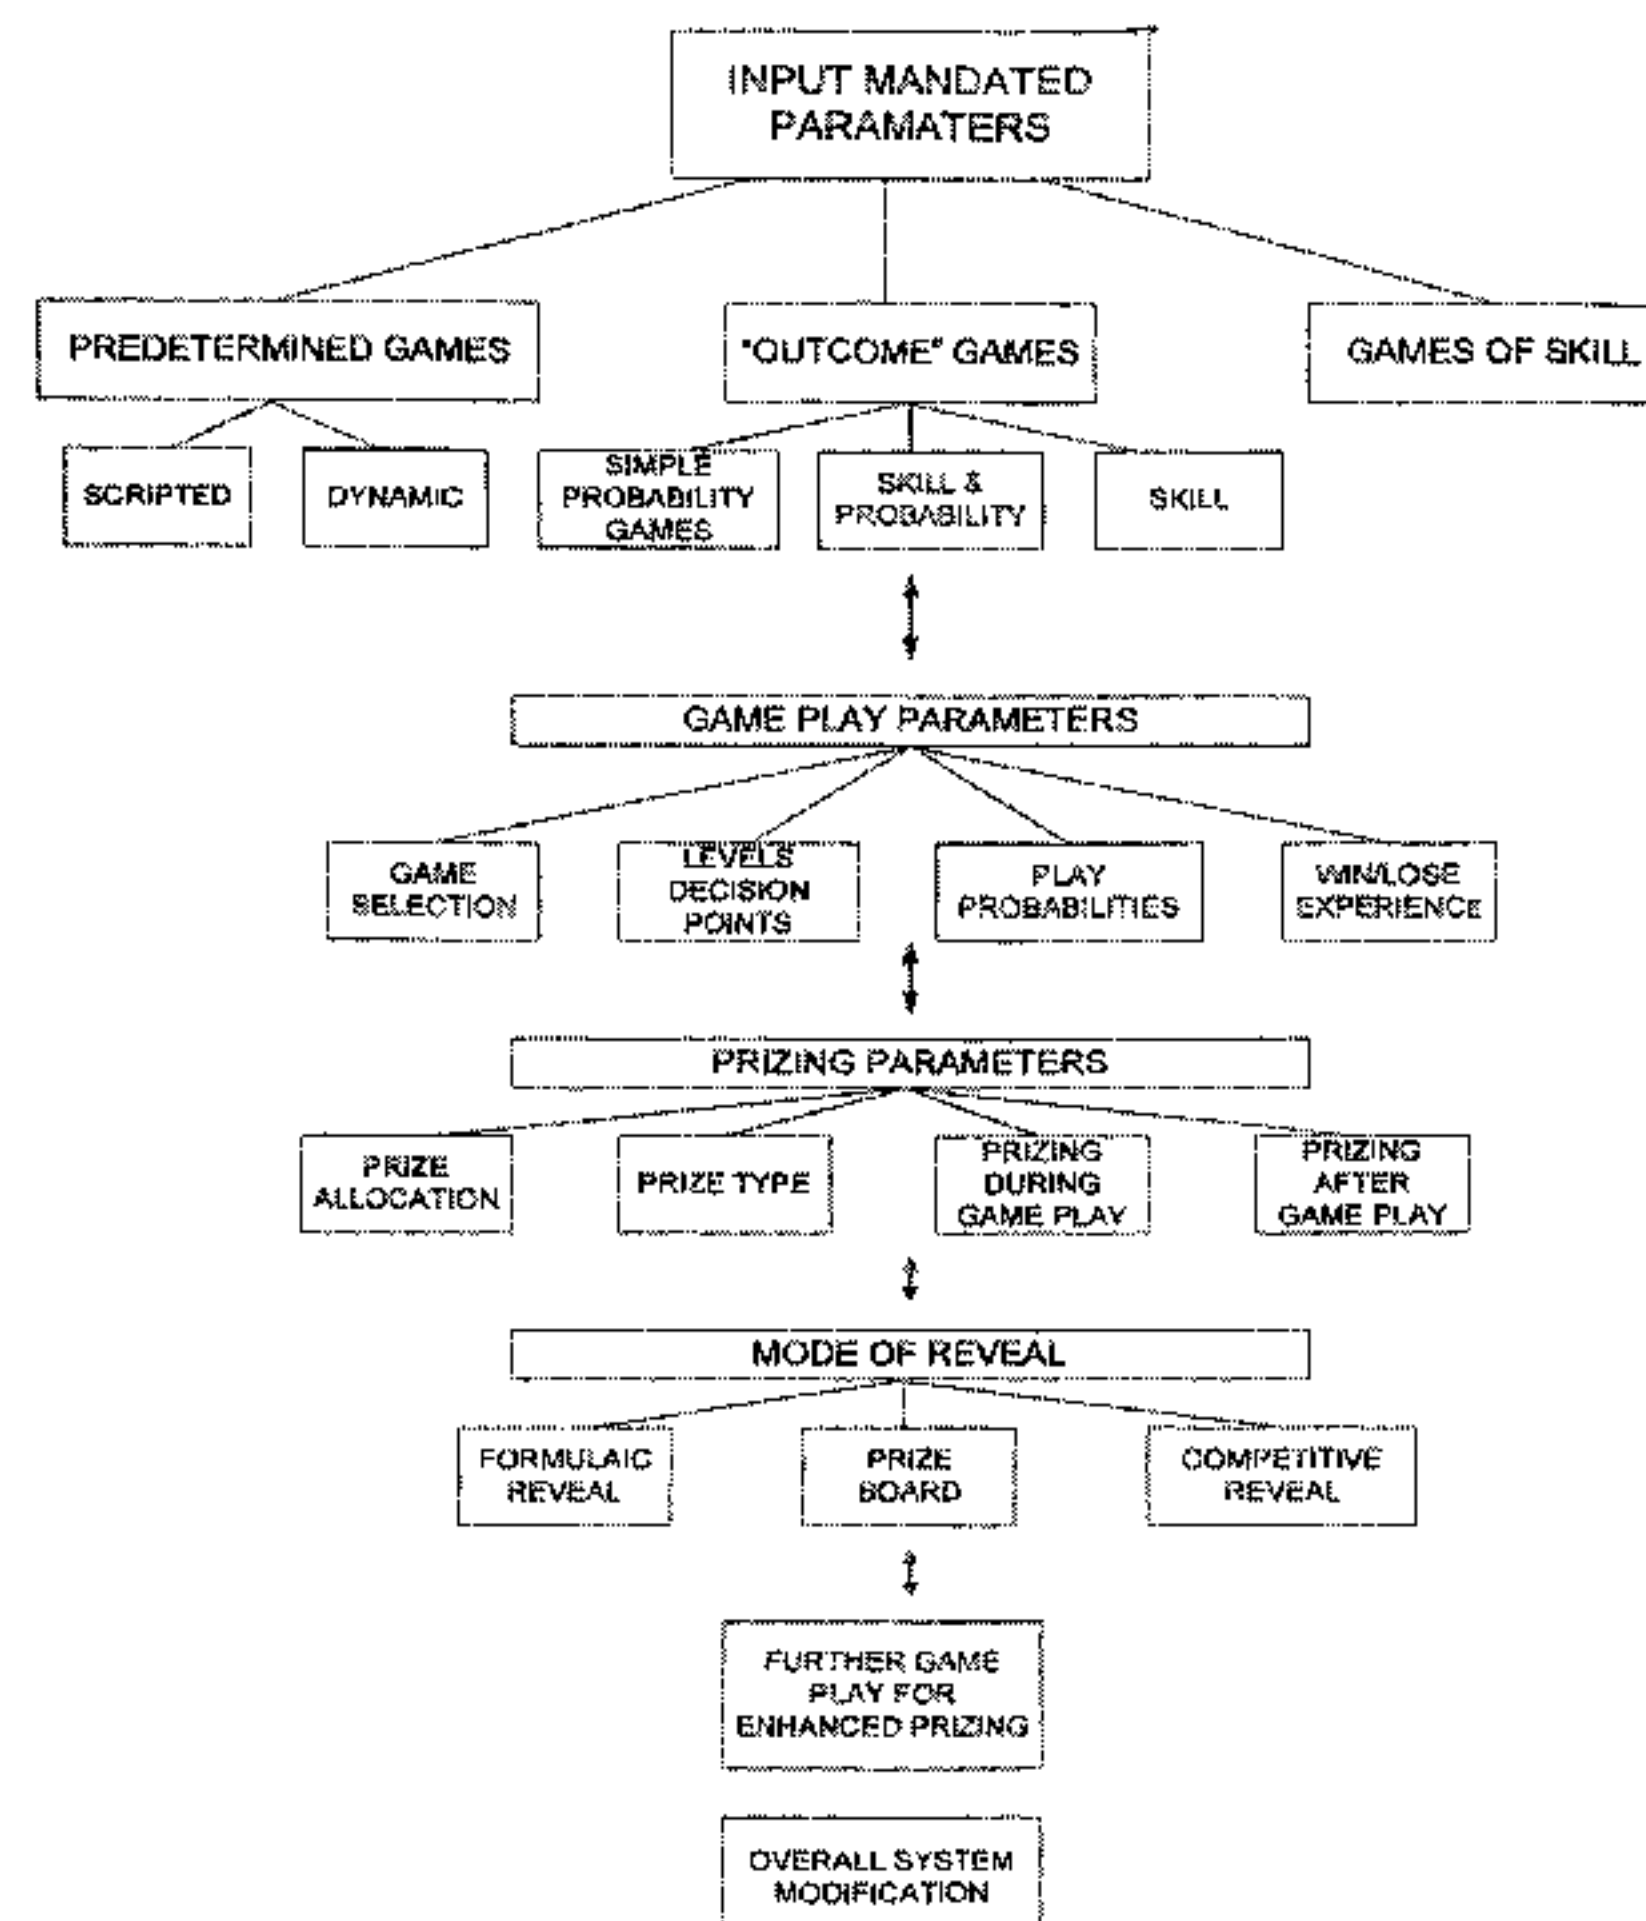 INPUT MANDATED
PARAMATERS
PREDETERMINED GAMES
"OUTCOME" GAMES
GAMES OF SKILL
SCRIPTED
DYNAMIC
SIMPLE
PROBABILITY
GAMES
SKILL &
PROBABILITY
SKILL
GAME PLAY PARAMETERS
GAME
SELECTION
LEVELS
DECISION
POINTS
PLAY
PROBABILITIES
WIN/LOSE
EXPERIENCE
PRIZING PARAMETERS
PRIZE
ALLOCATION
PRIZE TYPE
PRIZING
DURING
GAME PLAY
PRIZING
AFTER
GAME PLAY
MODE OF REVEAL
FORMULAIC
REVEAL
PRIZE
BOARD
COMPETITIVE
REVEAL
FURTHER GAME
PLAY FOR
ENHANCED PRIZING
OVERALL SYSTEM
MODIFICATION